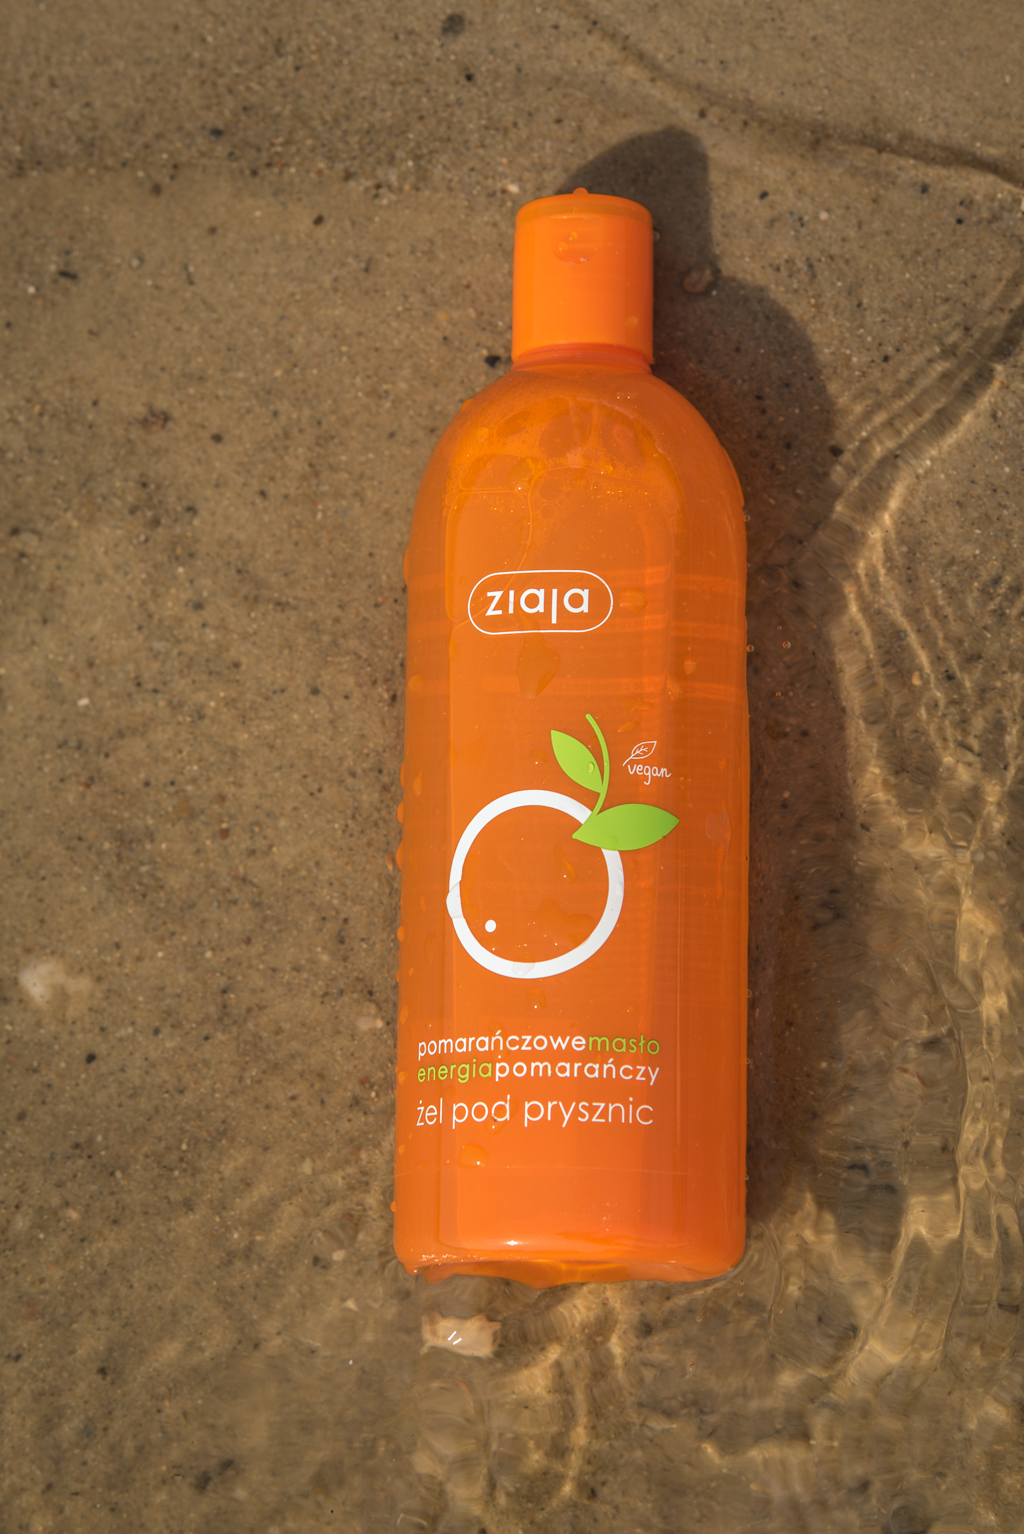 ziaja
vegan
pomarańczowemasło
energiapomarańczy
żel pod prysznic